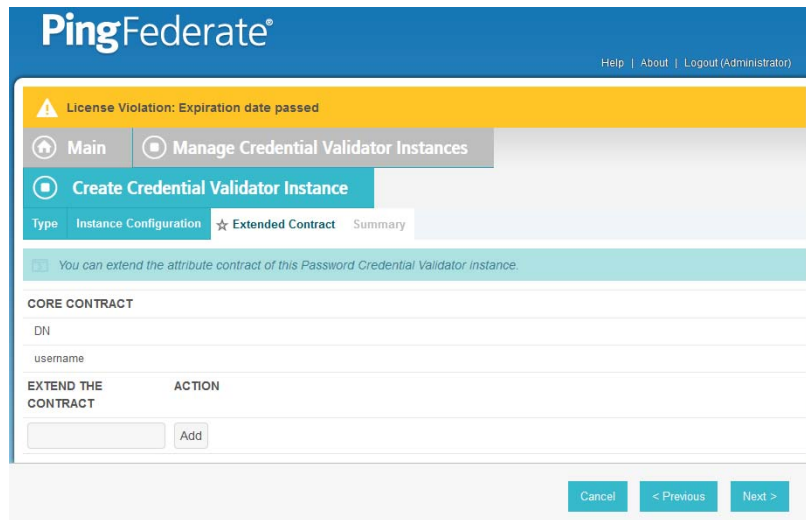 PingFederate®
Help | About | Logout (Administrator)
License Violation: Expiration date passed
Main Manage Credential Validator Instances
Create Credential Validator Instance
Type Instance Configuration Extended Contract Summary
You can extend the attribute contract of this Password Credential Validator instance.
CORE CONTRACT
DN
username
EXTEND THE ACTION
CONTRACT
Add
Cancel < Previous Next >